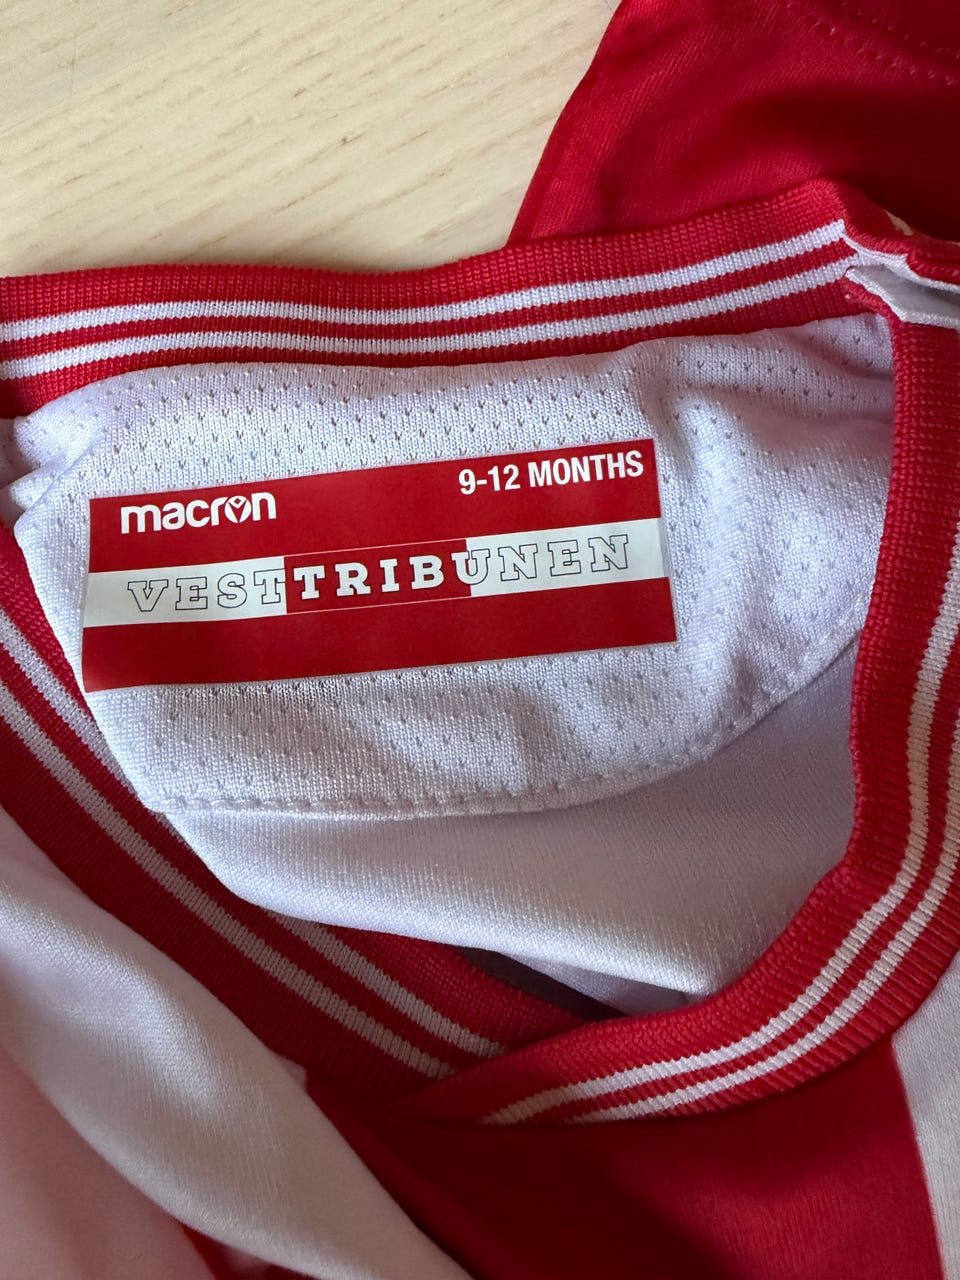 macron
9-12 MONTHS
VESTTRIBUNEN